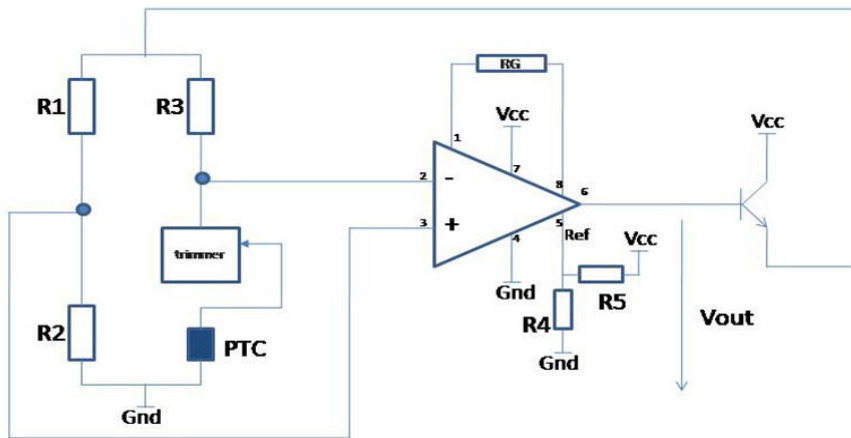 R1
R3
R2
trimmer
PTC
Gnd
RG
1
Vcc
7
8
6
2
-
3
+
4
5
Ref
Gnd
Vcc
R5
R4
Gnd
Vcc
Vout